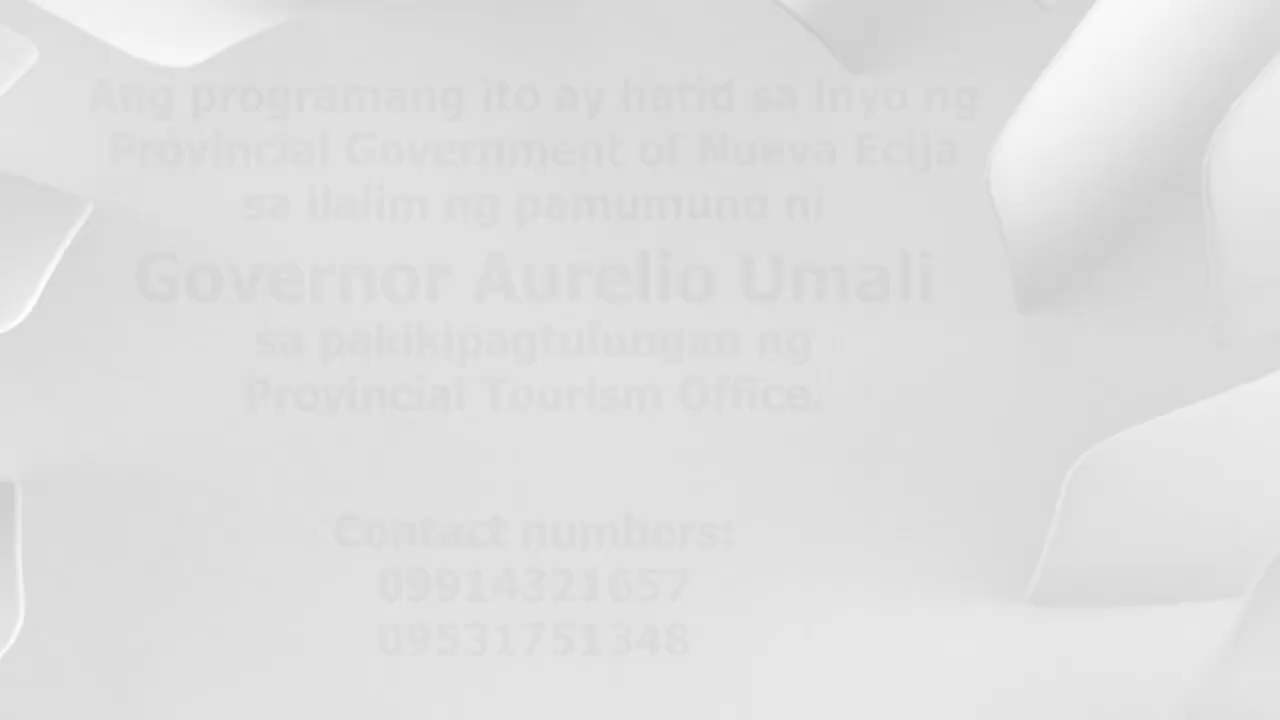 Ang programang ito ay hatid sa inyo ng
Provincial Government of Nueva Ecija
sa ilalim ng pamumuno ni
Governor Aurelio Umali
sa pakikipagtulungan ng
Provincial Tourism Office.
Contact numbers:
09914321657
09531751348